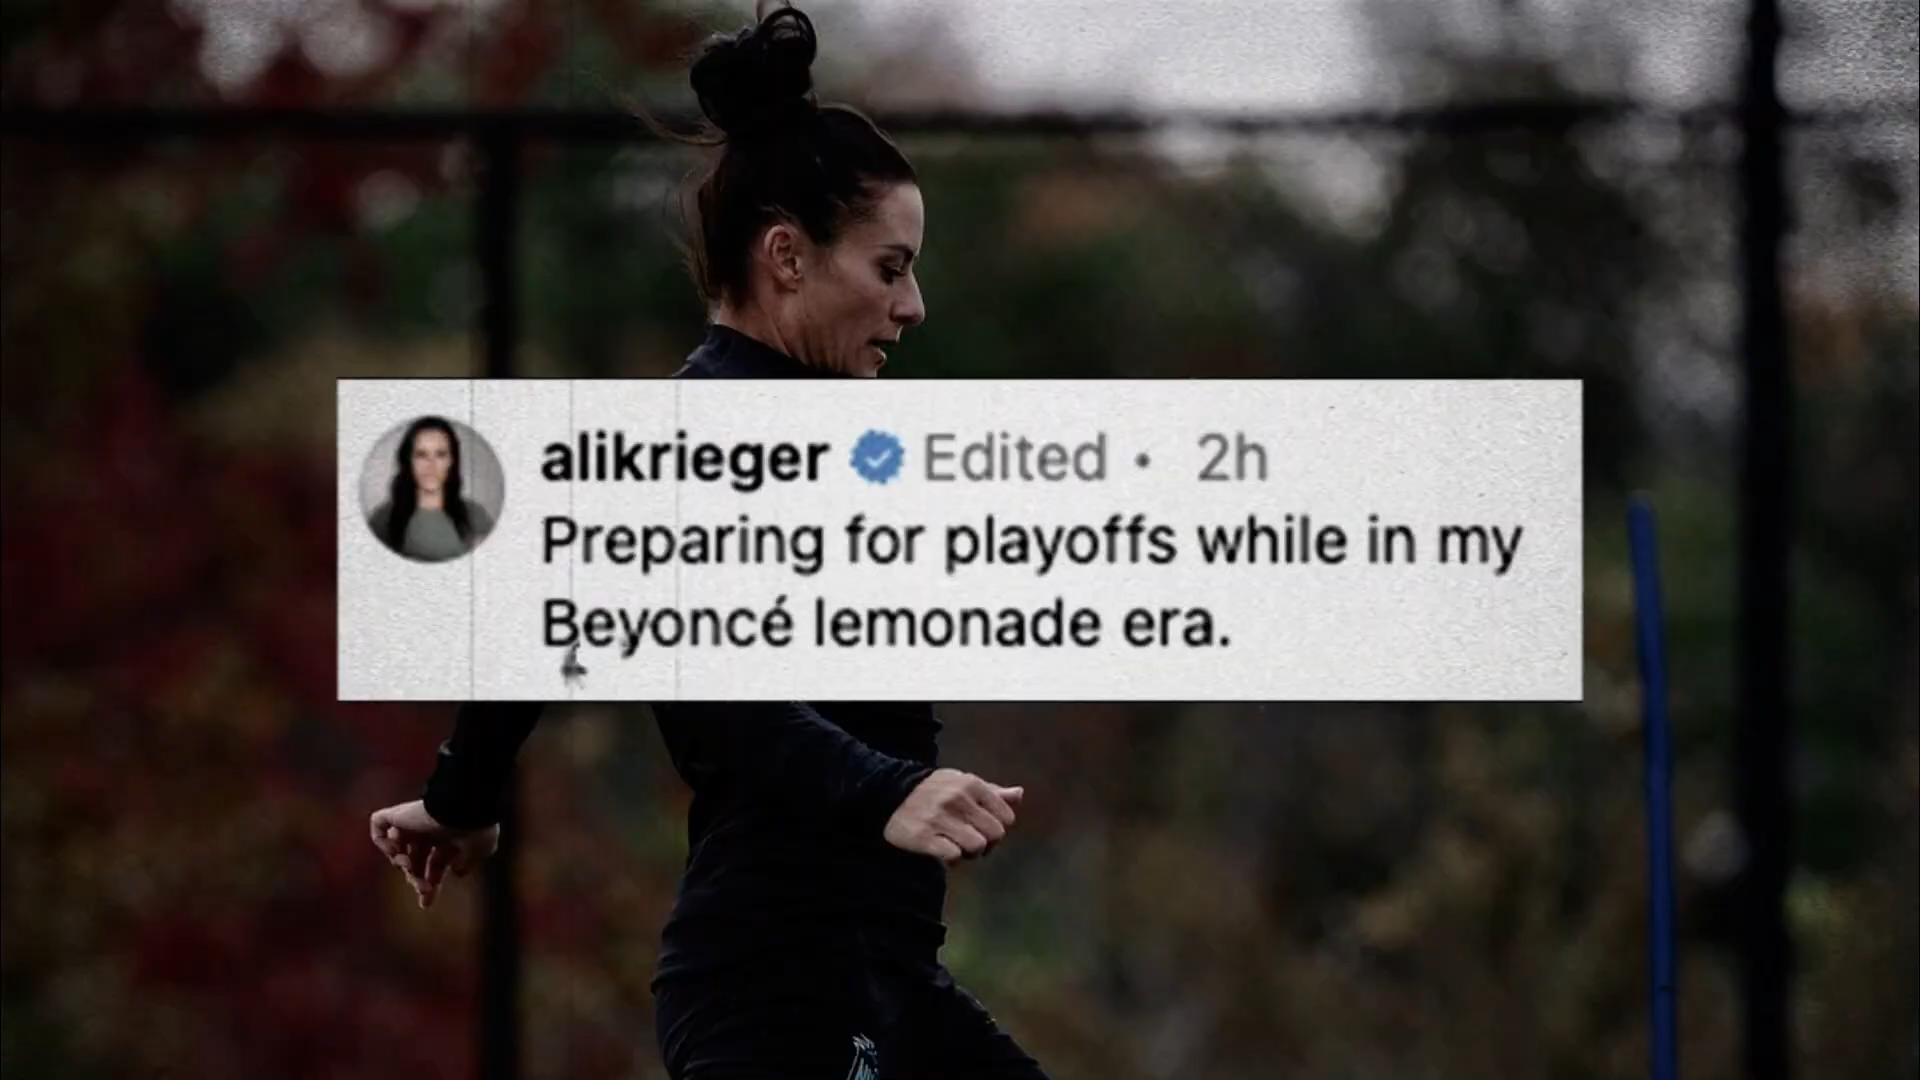 alikrieger Edited • 2h
Preparing for playoffs while in my
Beyoncé lemonade era.